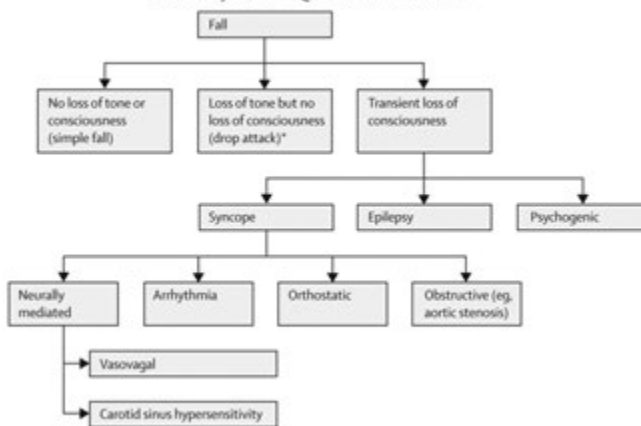 Fall
No loss of tone or
consciousness
(simple fall)
Loss of tone but no
loss of consciousness
(drop attack)*
Transient loss of
consciousness
Syncope
Epilepsy
Psychogenic
Neurally
mediated
Arrhythmia
Orthostatic
Obstructive (eg,
aortic stenosis)
Vasovagal
Carotid sinus hypersensitivity